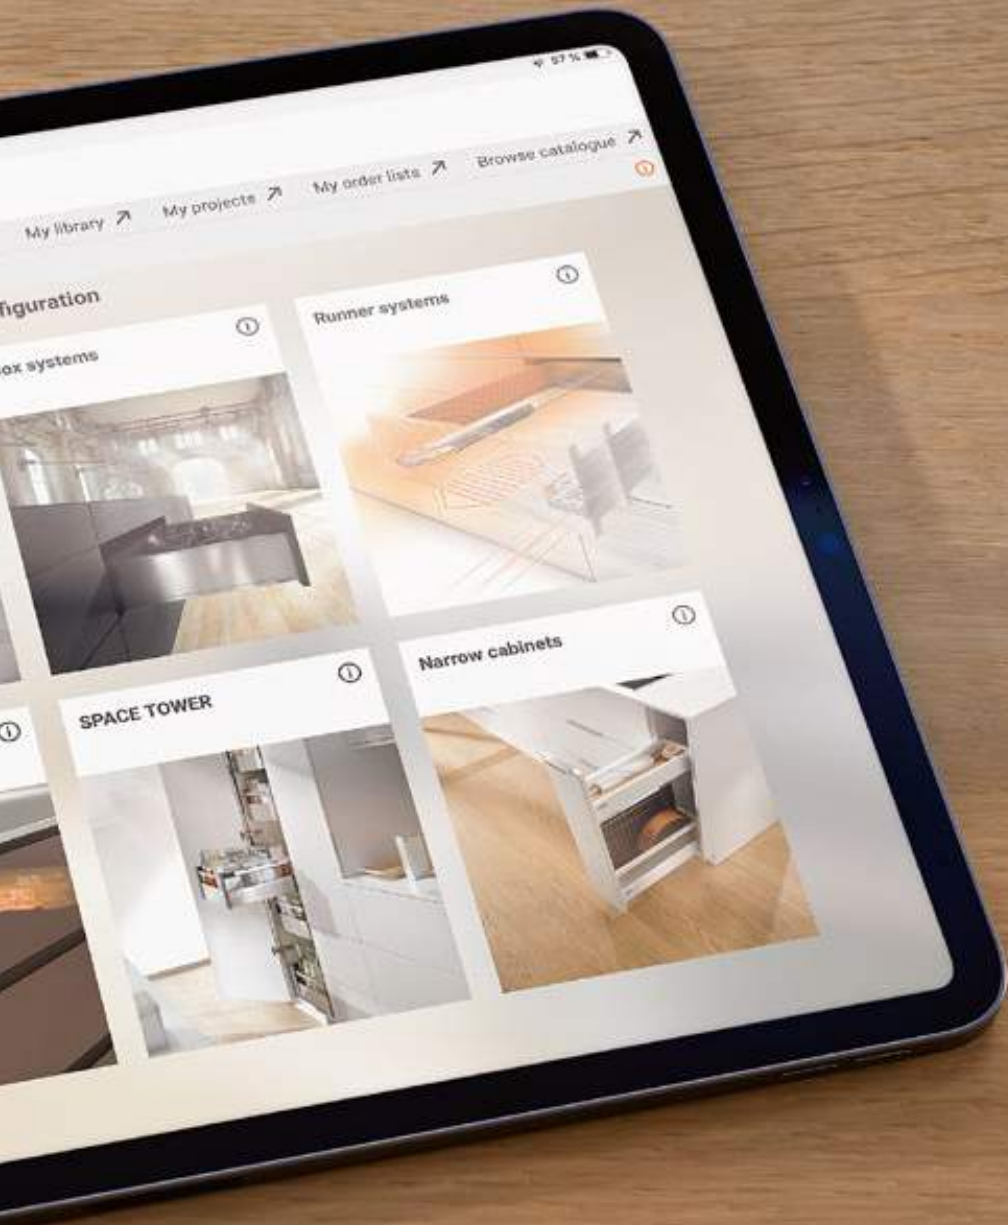 97 %
My library
My projects
My order lists
Browse catalogue
figuration
ox systems
Runner systems
SPACE TOWER
Narrow cabinets